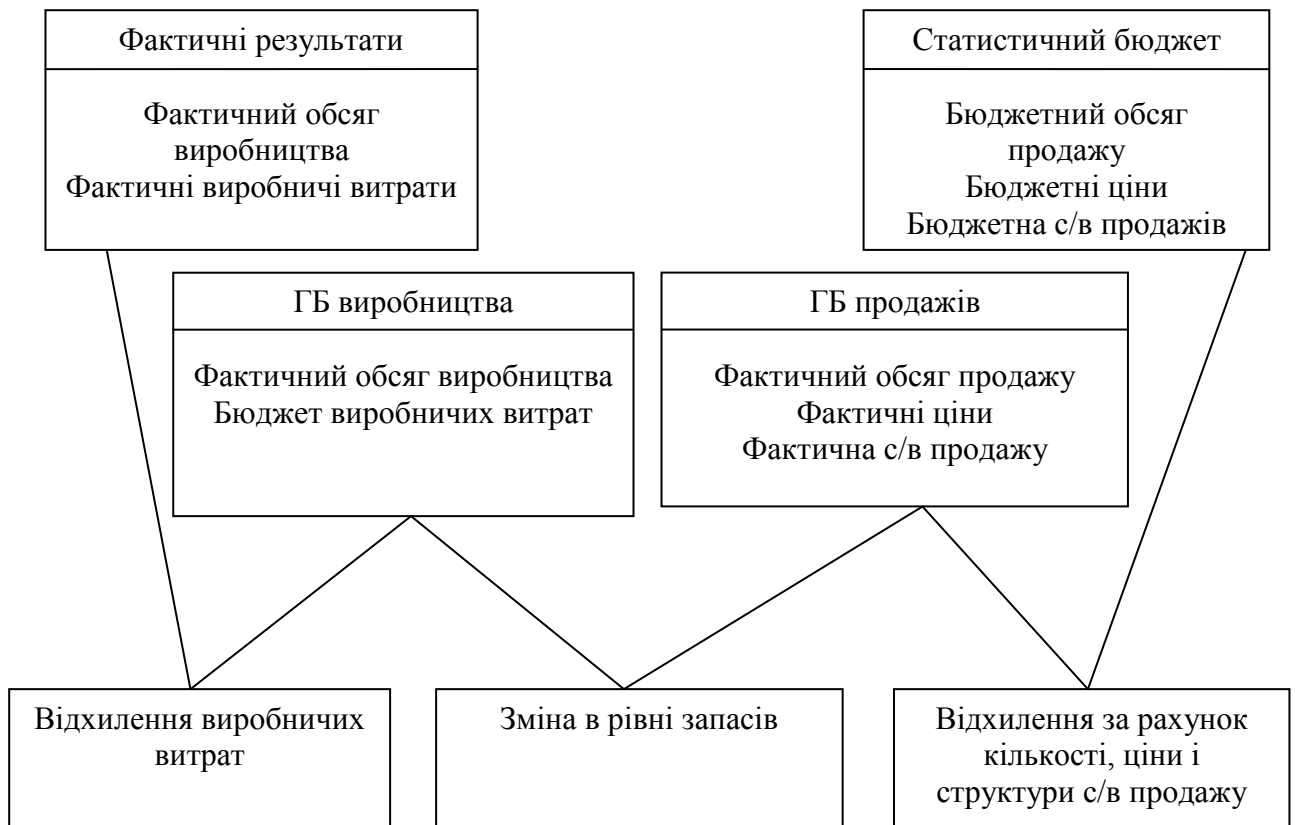 Фактичні результати
Фактичний обсяг
виробництва
Фактичні виробничі витрати
Статистичний бюджет
Бюджетний обсяг
продажу
Бюджетні ціни
Бюджетна с/в продажів
ГБ виробництва
Фактичний обсяг виробництва
Бюджет виробничих витрат
ГБ продажів
Фактичний обсяг продажу
Фактичні ціни
Фактична с/в продажу
Відхилення виробничих
витрат
Зміна в рівні запасів
Відхилення за рахунок
кількості, ціни і
структури с/в продажу